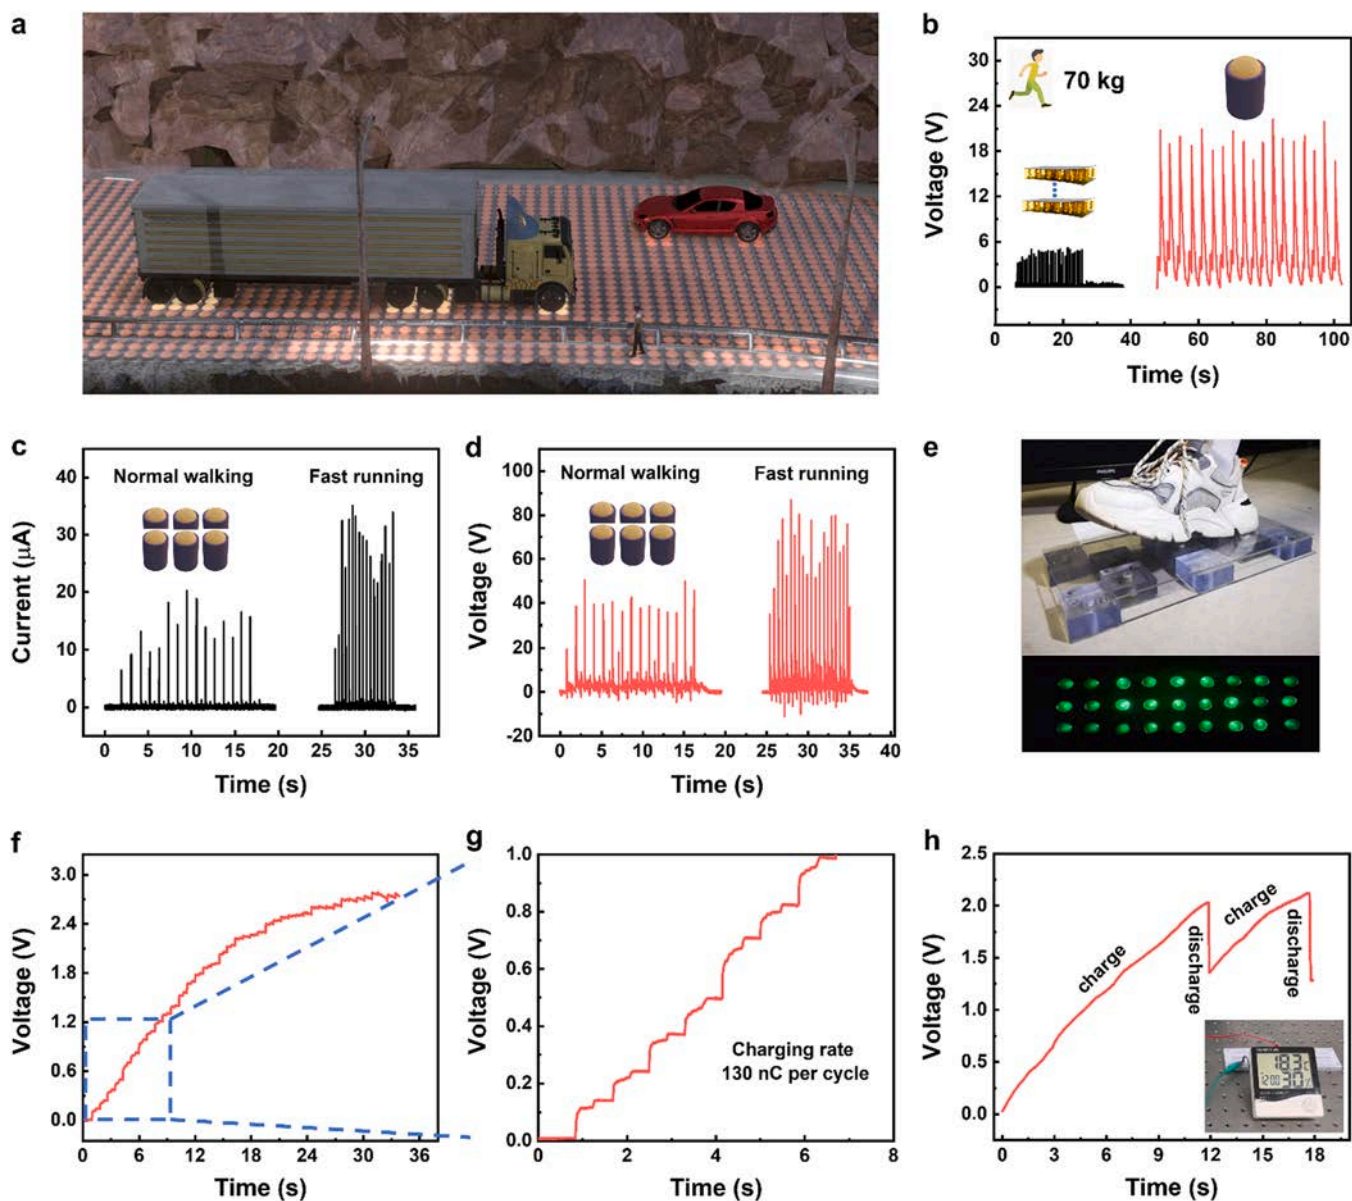 a
b
33
30
24
18
12
6
0
Voltage (V)
70 kg
0 20 40 60 80 100
Time (s)
c
40
30
20
10
0
Current (μA)
Normal walking Fast running
0 5 10 15 20 25 30 35
Time (s)
d
100
80
60
40
20
0
-20
Voltage (V)
Normal walking Fast running
0 5 10 15 20 25 30 35 40
Time (s)
e
PHILIPS
f
3.0
2.4
1.8
1.2
0.6
0.0
Voltage (V)
0 6 12 18 24 30 36
Time (s)
g
1.0
0.8
0.6
0.4
0.2
0.0
Voltage (V)
Charging rate
130 nC per cycle
0 2 4 6 8
Time (s)
h
2.5
2.0
1.5
1.0
0.5
0.0
Voltage (V)
charge
discharge
charge
discharge
18.3
12:00 30%
0 3 6 9 12 15 18
Time (s)